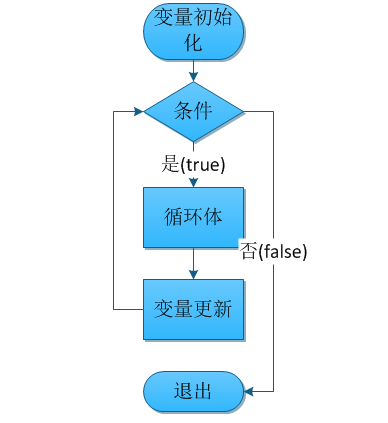 变量初始
化
条件
是(true)
循环体
否(false)
变量更新
退出